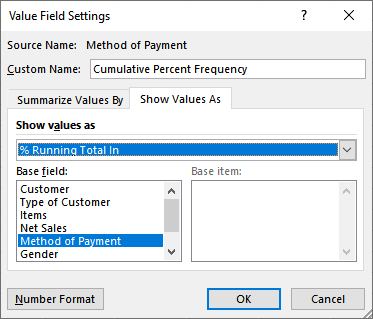 Value Field Settings ? ×
Source Name: Method of Payment
Custom Name: Cumulative Percent Frequency
Summarize Values By Show Values As
Show values as
% Running Total In
Base field: Base item:
Customer
Type of Customer
Items
Net Sales
Method of Payment
Gender
Number Format OK Cancel